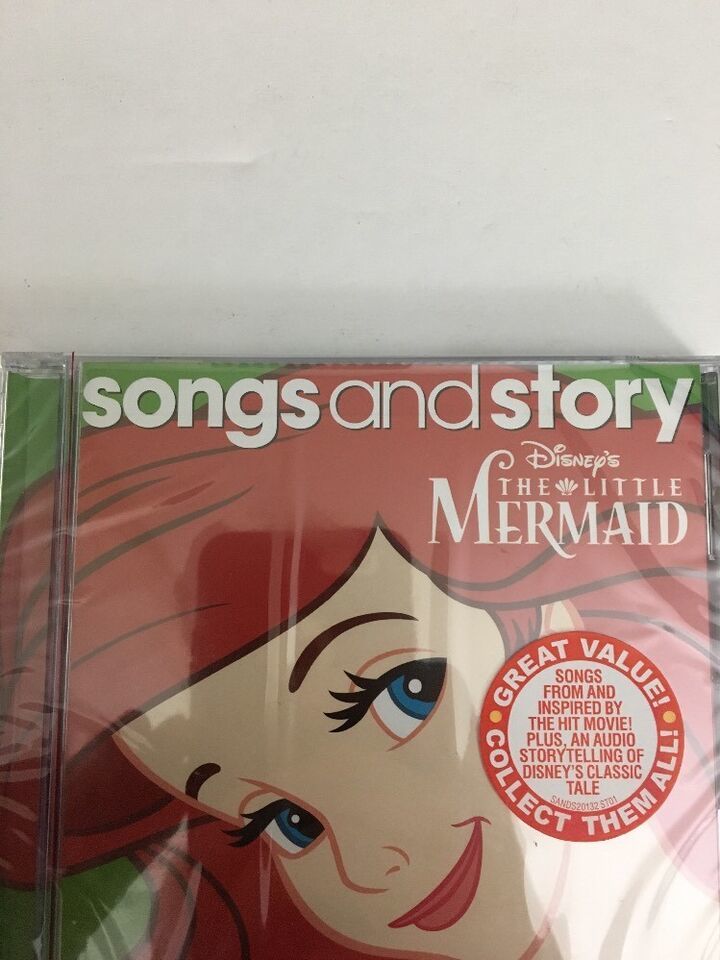 songs and story
Disney's
THE LITTLE
MERMAID
GREAT VALUE!
SONGS
FROM AND
INSPIRED BY
THE HIT MOVIE!
PLUS, AN AUDIO
STORYTELLING OF
DISNEY'S CLASSIC
TALE
SANDS20132 ST01
COLLECT THEM ALL!